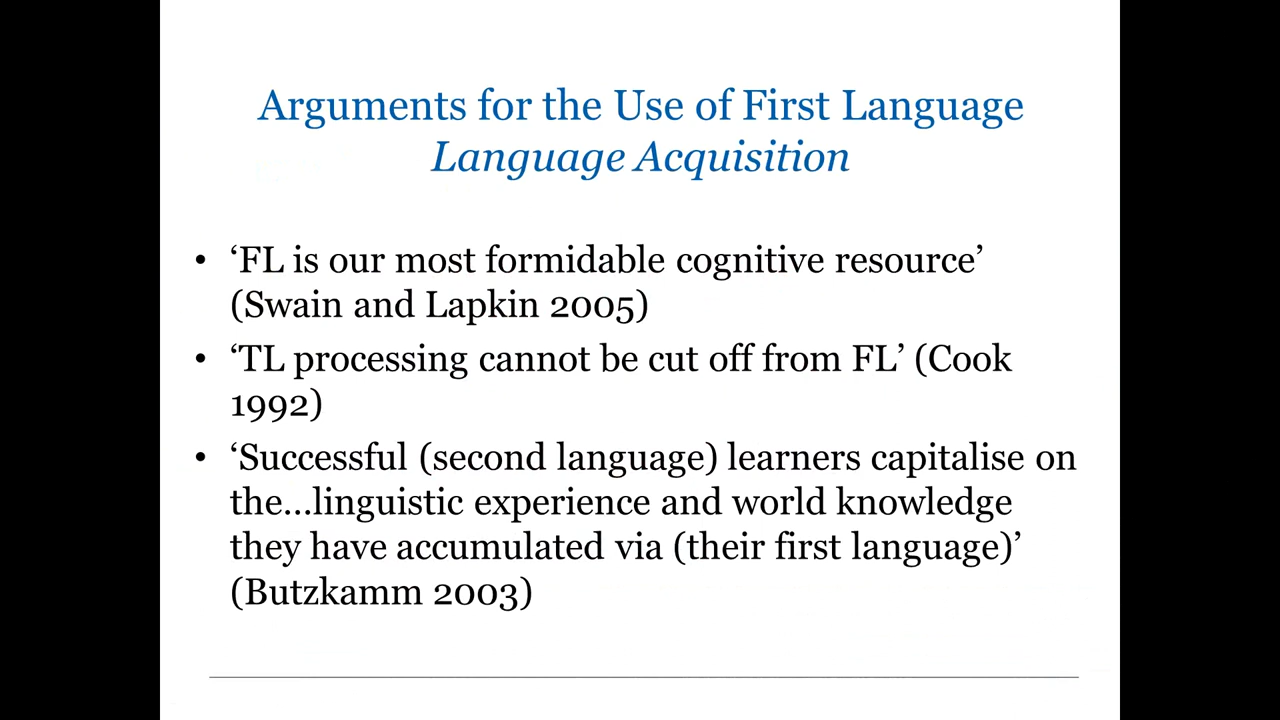 Arguments for the Use of First Language
Language Acquisition
• ‘FL is our most formidable cognitive resource’
(Swain and Lapkin 2005)
• ‘TL processing cannot be cut off from FL’ (Cook
1992)
• ‘Successful (second language) learners capitalise on
the...linguistic experience and world knowledge
they have accumulated via (their first language)’
(Butzkamm 2003)